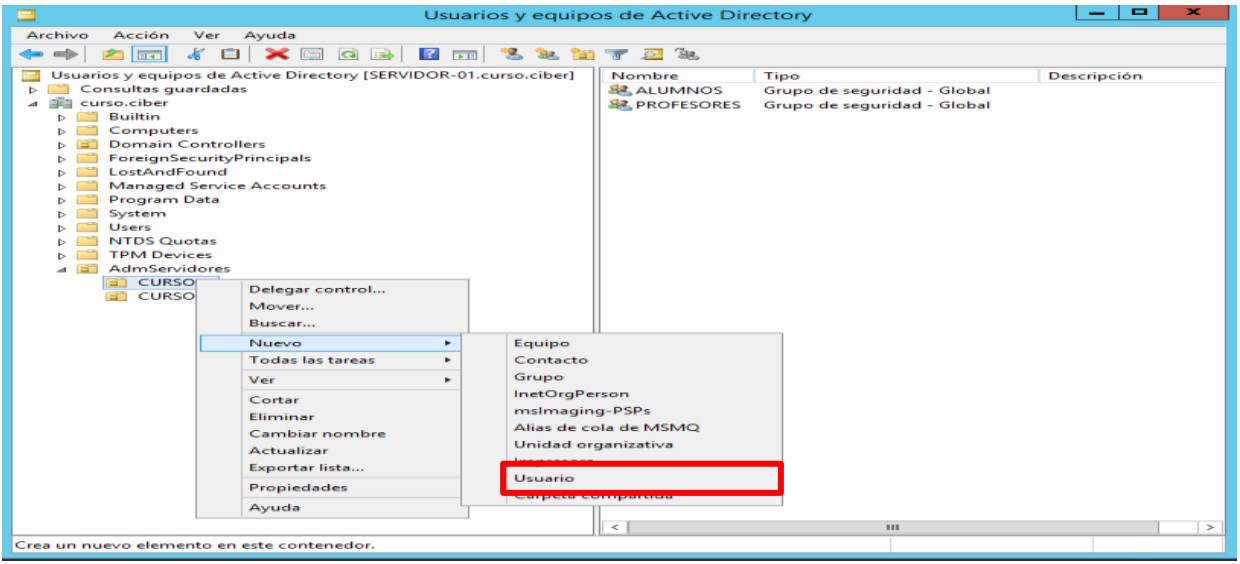 Usuarios y equipos de Active Directory
Archivo Acción Ver Ayuda
Usuarios y equipos de Active Directory [SERVIDOR-01.curso.ciber]
Consultas guardadas
curso.ciber
Builtin
Computers
Domain Controllers
ForeignSecurityPrincipals
LostAndFound
Managed Service Accounts
Program Data
System
Users
NTDS Quotas
TPM Devices
AdmServidores
CURSO
CURSO
Nombre Tipo Descripción
ALUMNOS Grupo de seguridad - Global
PROFESORES Grupo de seguridad - Global
Delegar control...
Mover...
Buscar...
Nuevo
Todas las tareas
Ver
Cortar
Eliminar
Cambiar nombre
Actualizar
Exportar lista...
Propiedades
Ayuda
Equipo
Contacto
Grupo
InetOrgPerson
msImaging-PSPs
Alias de cola de MSMQ
Unidad organizativa
Impresora
Usuario
Carpeta compartida
Crea un nuevo elemento en este contenedor.